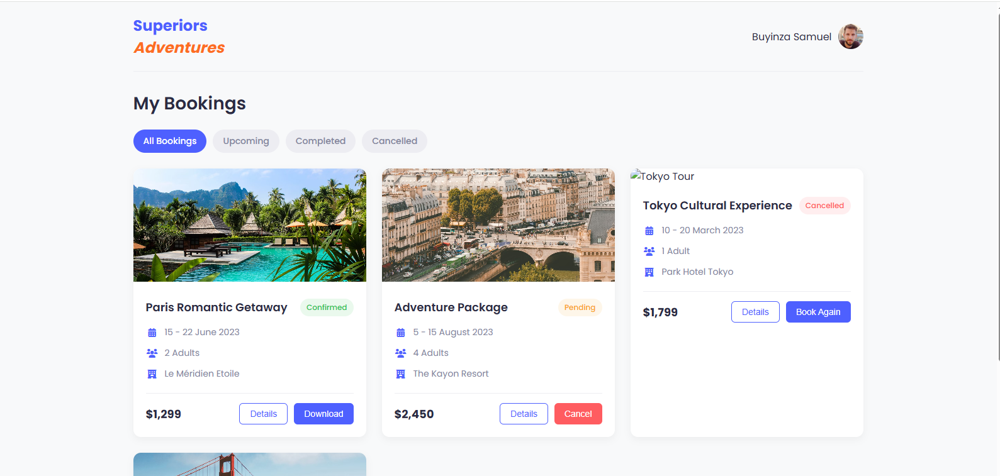 Superiors
Adventures
Buyinza Samuel
My Bookings
All Bookings
Upcoming
Completed
Cancelled
Paris Romantic Getaway
Confirmed
15 - 22 June 2023
2 Adults
Le Méridien Etoile
$1,299
Details
Download
Adventure Package
Pending
5 - 15 August 2023
4 Adults
The Kayon Resort
$2,450
Details
Cancel
Tokyo Tour
Tokyo Cultural Experience
Cancelled
10 - 20 March 2023
1 Adult
Park Hotel Tokyo
$1,799
Details
Book Again